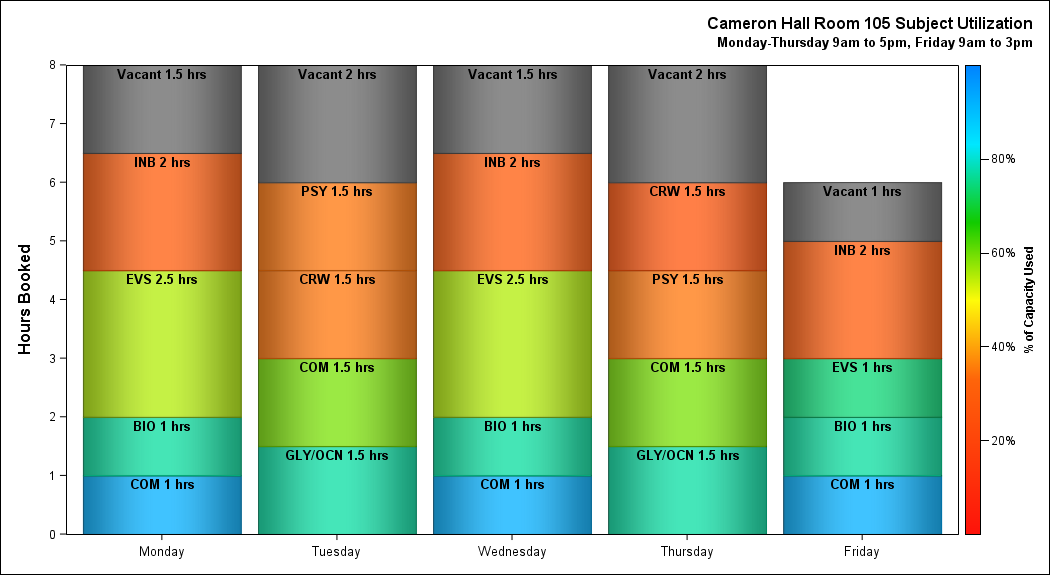 Cameron Hall Room 105 Subject Utilization
Monday-Thursday 9am to 5pm, Friday 9am to 3pm
Hours Booked
8
7
6
5
4
3
2
1
0
Vacant 1.5 hrs
INB 2 hrs
EVS 2.5 hrs
BIO 1 hrs
COM 1 hrs
Monday
Vacant 2 hrs
PSY 1.5 hrs
CRW 1.5 hrs
COM 1.5 hrs
GLY/OCN 1.5 hrs
Tuesday
Vacant 1.5 hrs
INB 2 hrs
EVS 2.5 hrs
BIO 1 hrs
COM 1 hrs
Wednesday
Vacant 2 hrs
CRW 1.5 hrs
PSY 1.5 hrs
COM 1.5 hrs
GLY/OCN 1.5 hrs
Thursday
Vacant 1 hrs
INB 2 hrs
EVS 1 hrs
BIO 1 hrs
COM 1 hrs
Friday
80%
60%
40%
20%
% of Capacity Used